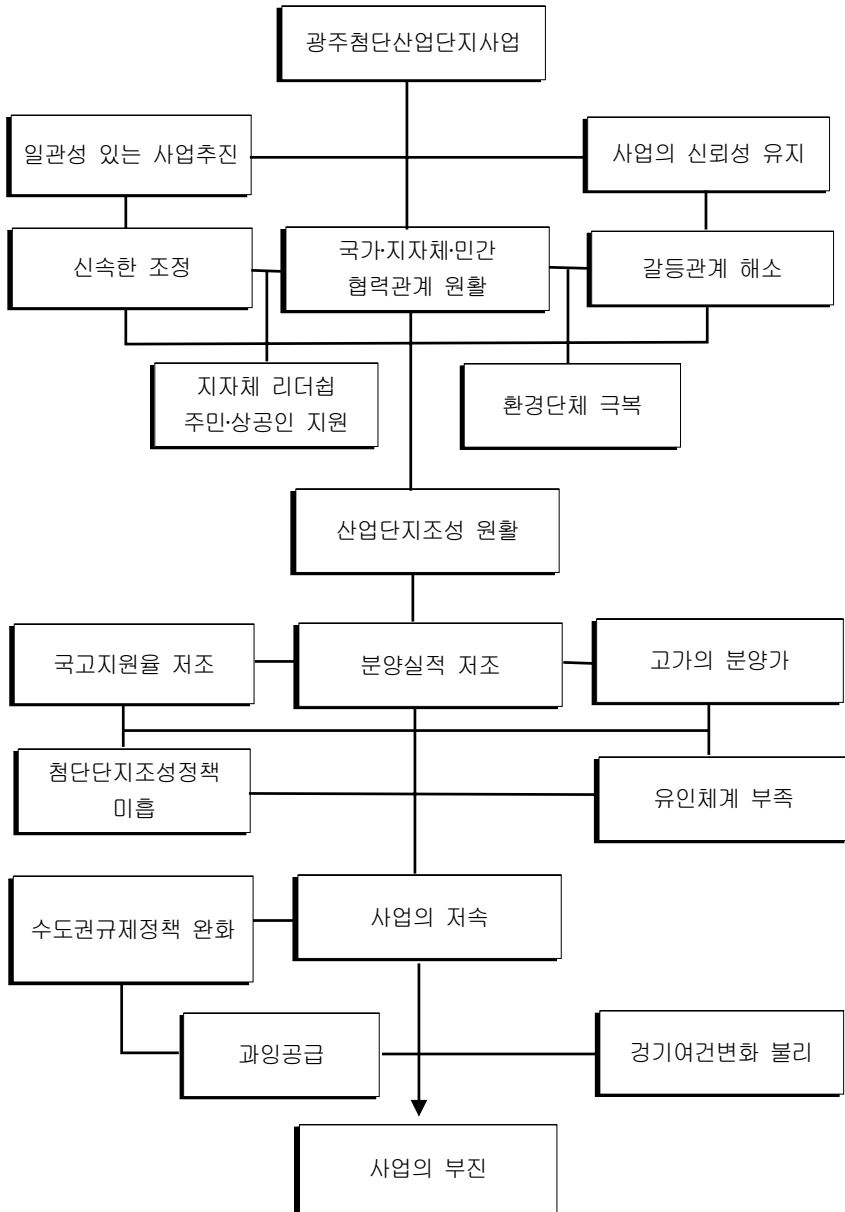 광주첨단산업단지사업
일관성 있는 사업추진
사업의 신뢰성 유지
신속한 조정
국가·지자체·민간
협력관계 원활
갈등관계 해소
지자체 리더쉽
주민·상공인 지원
환경단체 극복
산업단지조성 원활
국고지원율 저조
분양실적 저조
고가의 분양가
첨단단지조성정책
미흡
유인체계 부족
수도권규제정책 완화
사업의 저속
과잉공급
겅기여건변화 불리
사업의 부진